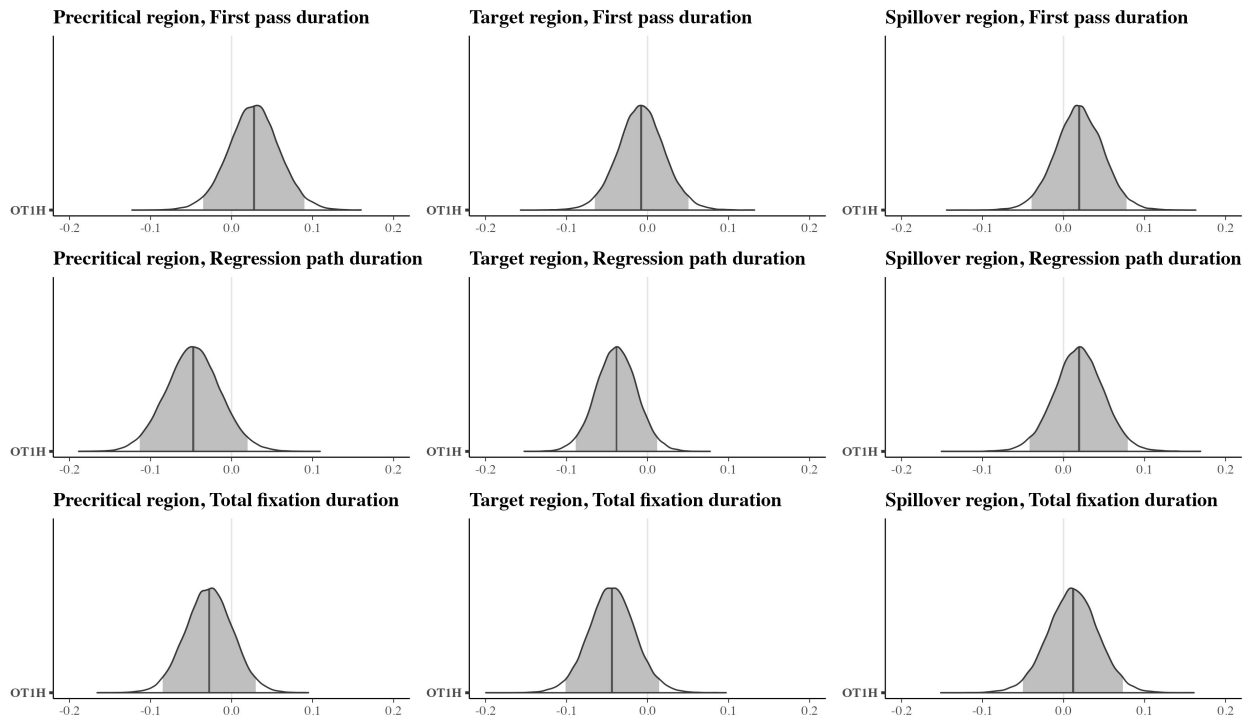 Precritical region, First pass duration
Target region, First pass duration
Spillover region, First pass duration
OT1H
OT1H
OT1H
-0.2 -0.1 0.0 0.1 0.2
-0.2 -0.1 0.0 0.1 0.2
-0.2 -0.1 0.0 0.1 0.2
Precritical region, Regression path duration
Target region, Regression path duration
Spillover region, Regression path duration
OT1H
OT1H
OT1H
-0.2 -0.1 0.0 0.1 0.2
-0.2 -0.1 0.0 0.1 0.2
-0.2 -0.1 0.0 0.1 0.2
Precritical region, Total fixation duration
Target region, Total fixation duration
Spillover region, Total fixation duration
OT1H
OT1H
OT1H
-0.2 -0.1 0.0 0.1 0.2
-0.2 -0.1 0.0 0.1 0.2
-0.2 -0.1 0.0 0.1 0.2